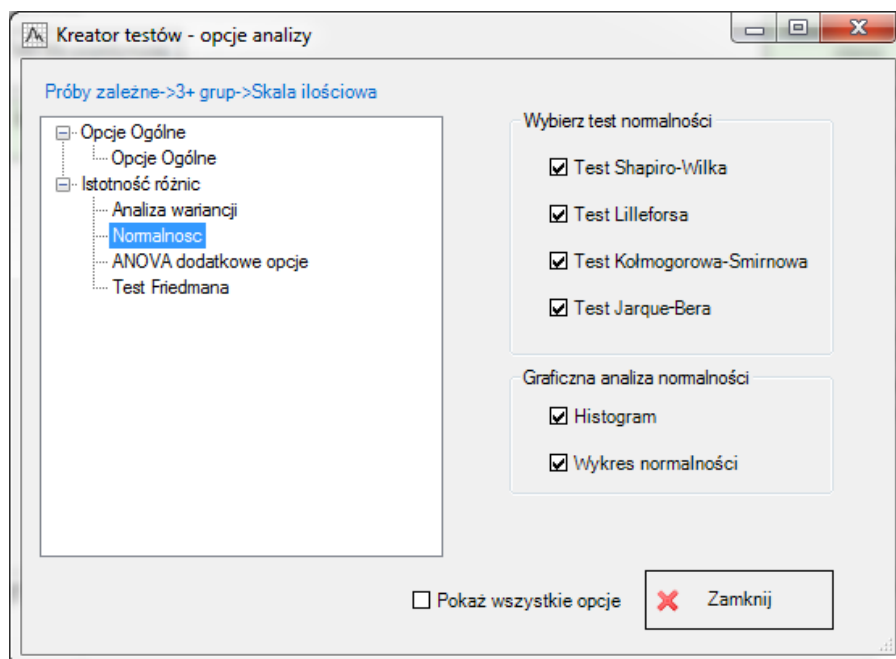 Kreator testów - opcje analizy
Próby zależne->3+ grup->Skala ilościowa
Opcje Ogólne
Opcje Ogólne
Istotność różnic
Analiza wariancji
Normalnosc
ANOVA dodatkowe opcje
Test Friedmana
Wybierz test normalności
Test Shapiro-Wilka
Test Lilleforsa
Test Kołmogorowa-Smirnowa
Test Jarque-Bera
Graficzna analiza normalności
Histogram
Wykres normalności
Pokaż wszystkie opcje
Zamknij